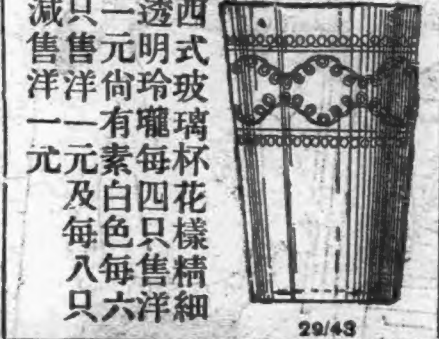 西式玻璃杯花樣精細
透明玲瓏每四只售洋
一元尙有素白色每六
只售洋一元及每八只
減售洋一元
29/43